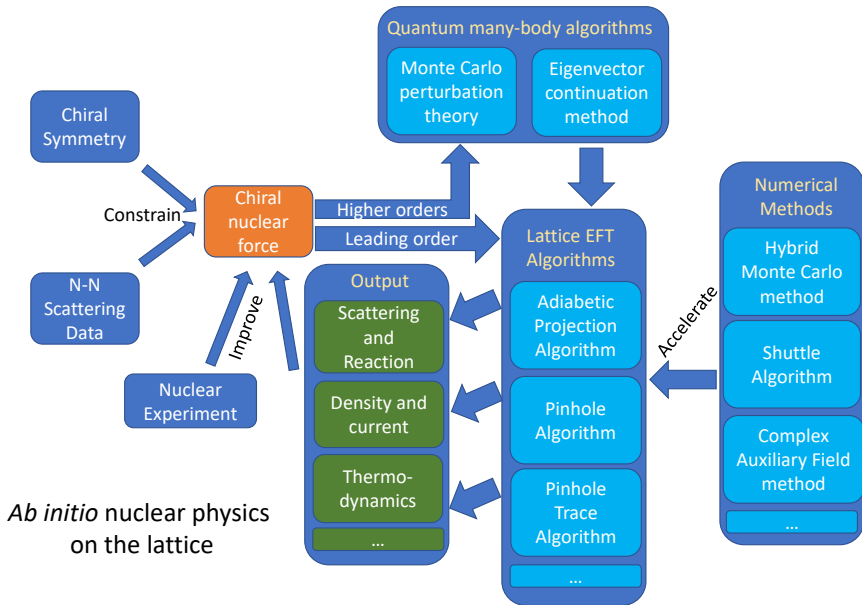 Quantum many-body algorithms
Monte Carlo
perturbation
theory
Eigenvector
continuation
method
Chiral
Symmetry
Constrain
N-N
Scattering
Data
Chiral
nuclear
force
Higher orders
Leading order
Improve
Nuclear
Experiment
Output
Scattering
and
Reaction
Density and
current
Thermo-
dynamics
...
Lattice EFT
Algorithms
Adiabetic
Projection
Algorithm
Pinhole
Algorithm
Pinhole
Trace
Algorithm
...
Accelerate
Numerical
Methods
Hybrid
Monte Carlo
method
Shuttle
Algorithm
Complex
Auxiliary Field
method
...
Ab initio nuclear physics
on the lattice